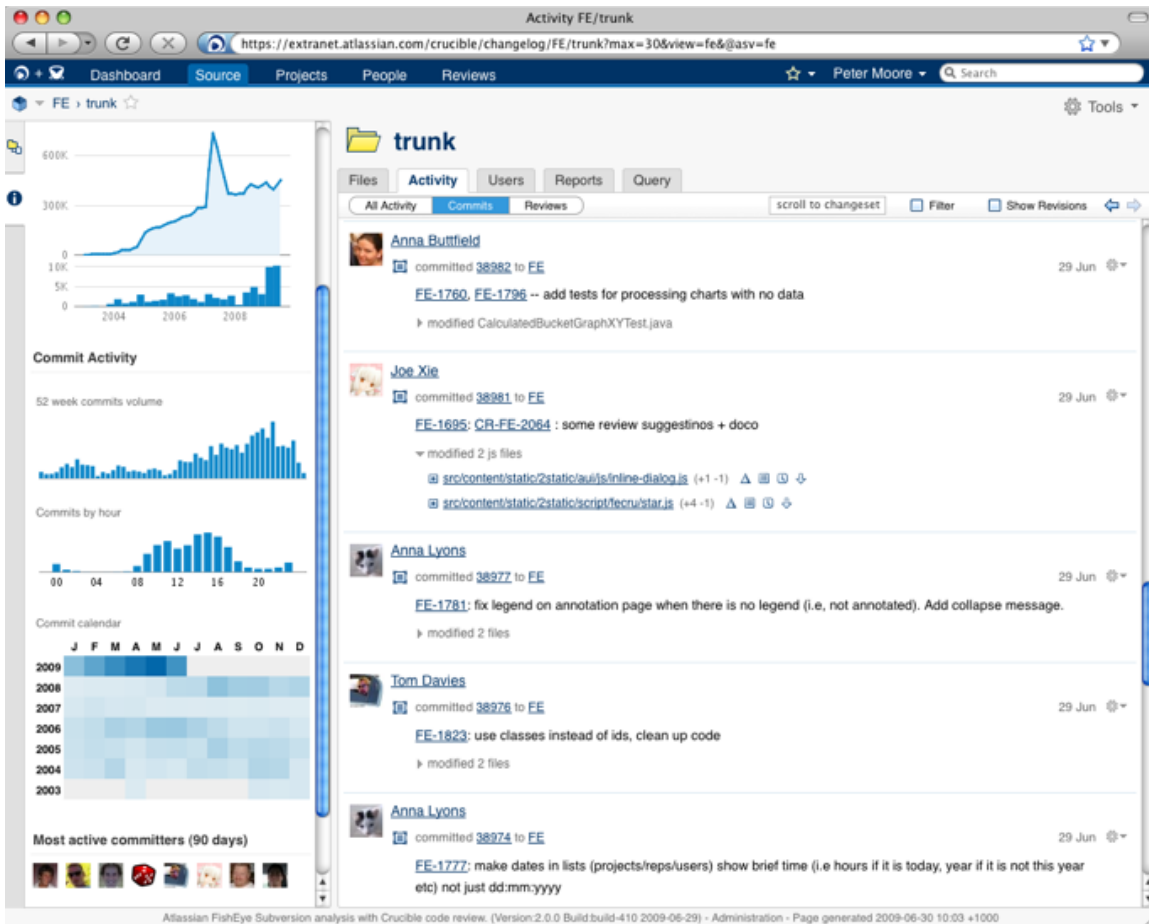 Activity FE/trunk
https://extranet.atlassian.com/crucible/changelog/FE/trunk?max=30&view=fe&@asv=fe
Dashboard Source Projects People Reviews Peter Moore Search
FE › trunk Tools
trunk
Files Activity Users Reports Query
All Activity Commits Reviews scroll to changeset Filter Show Revisions
600K
300K
0
10K
5K
0
2004 2006 2008
Commit Activity
52 week commits volume
Commits by hour
00 04 08 12 16 20
Commit calendar
J F M A M J J A S O N D
2009
2008
2007
2006
2005
2004
2003
Most active committers (90 days)
Anna Buttfield
committed 38982 to FE 29 Jun
FE-1760, FE-1796 -- add tests for processing charts with no data
modified CalculatedBucketGraphXYTest.java
Joe Xie
committed 38981 to FE 29 Jun
FE-1695: CR-FE-2064 : some review suggestinos + doco
modified 2 js files
src/content/static/2static/aui/js/inline-dialog.js (+1 -1)
src/content/static/2static/script/fecru/star.js (+4 -1)
Anna Lyons
committed 38977 to FE 29 Jun
FE-1781: fix legend on annotation page when there is no legend (i.e, not annotated). Add collapse message.
modified 2 files
Tom Davies
committed 38976 to FE 29 Jun
FE-1823: use classes instead of ids, clean up code
modified 2 files
Anna Lyons
committed 38974 to FE 29 Jun
FE-1777: make dates in lists (projects/reps/users) show brief time (i.e hours if it is today, year if it is not this year
etc) not just dd:mm:yyyy
Atlassian FishEye Subversion analysis with Crucible code review. (Version:2.0.0 Build:build-410 2009-06-29) - Administration - Page generated 2009-06-30 10:03 +1000